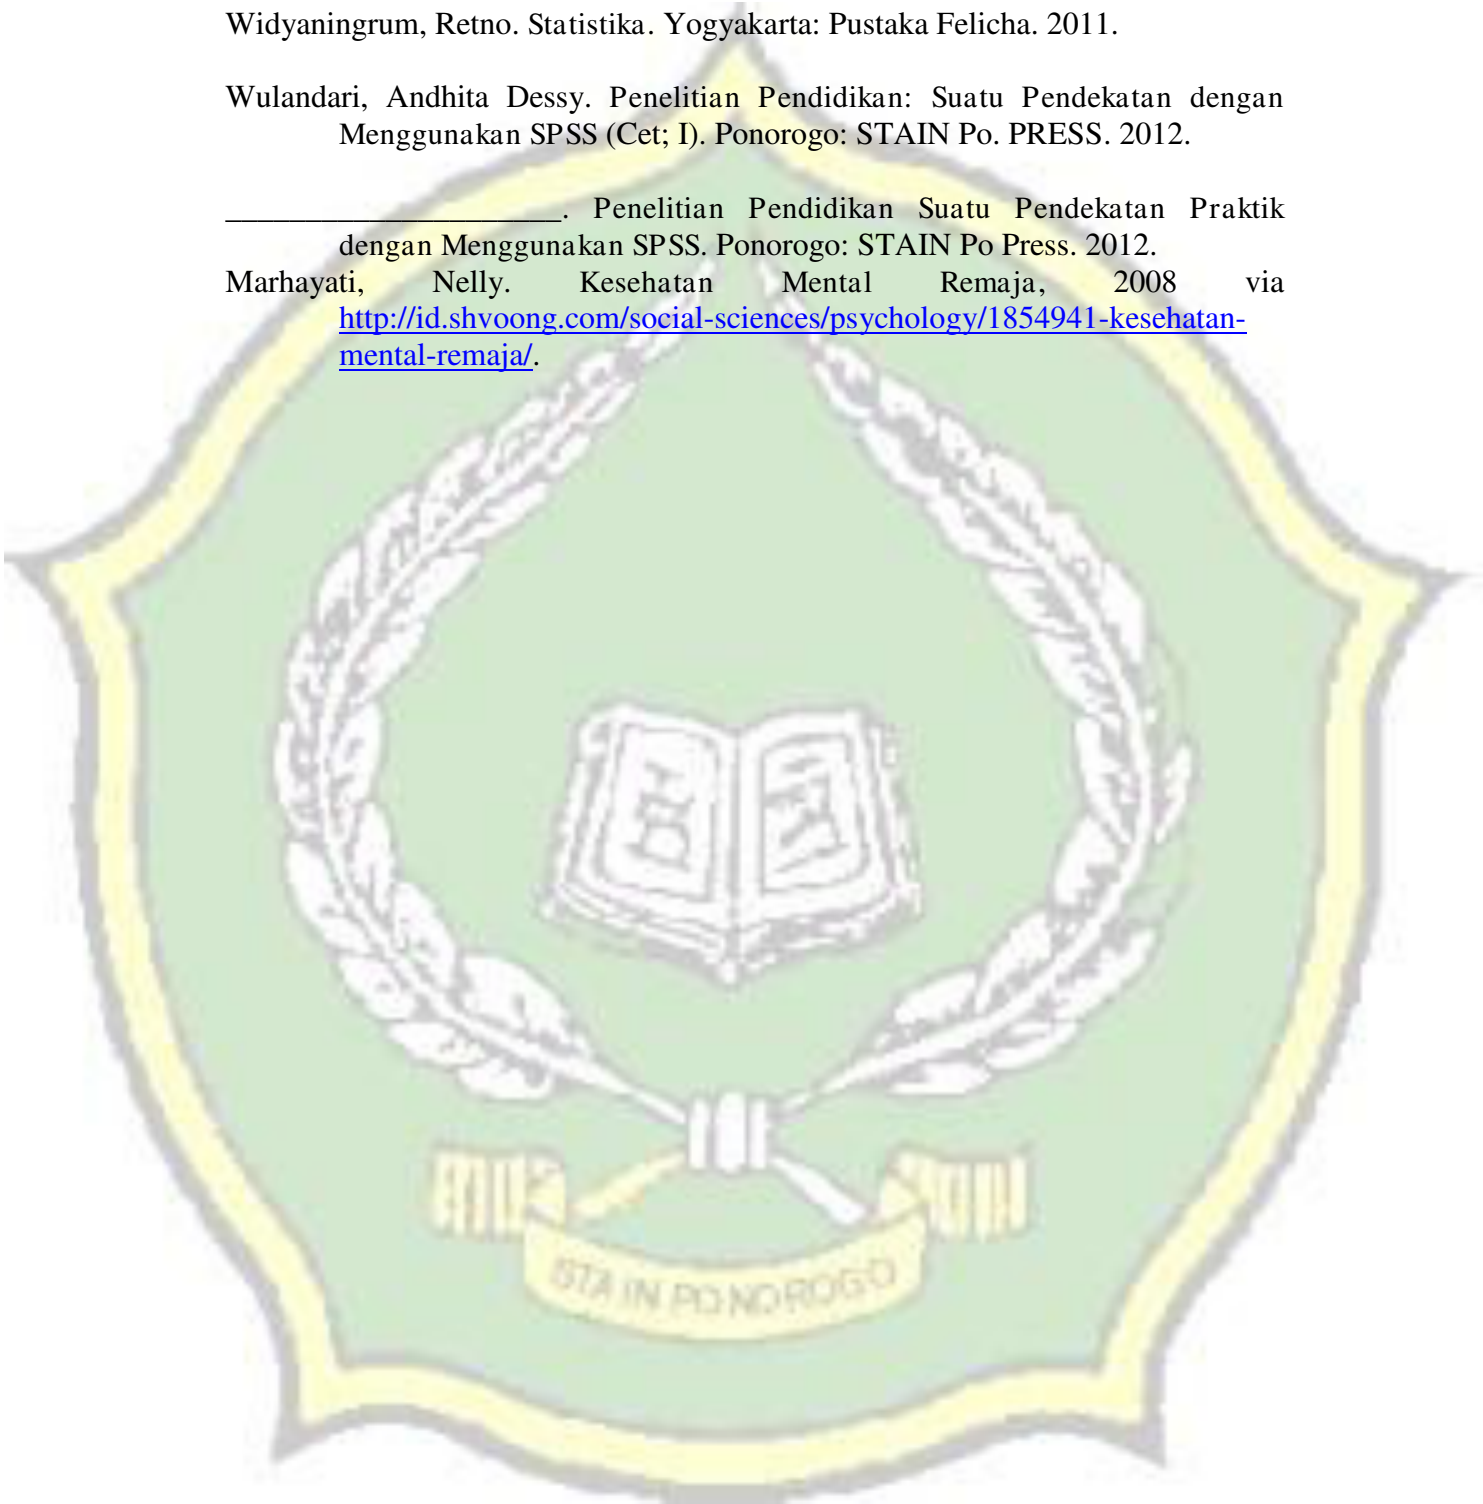 Widyaningrum, Retno. Statistika. Yogyakarta: Pustaka Felicha. 2011.
Wulandari, Andhita Dessy. Penelitian Pendidikan: Suatu Pendekatan dengan
Menggunakan SPSS (Cet; I). Ponorogo: STAIN Po. PRESS. 2012.
_____________________. Penelitian Pendidikan Suatu Pendekatan Praktik
dengan Menggunakan SPSS. Ponorogo: STAIN Po Press. 2012.
Marhayati, Nelly. Kesehatan Mental Remaja, 2008 via
http://id.shvoong.com/social-sciences/psychology/1854941-kesehatan-
mental-remaja/.
STAIN PONOROGO